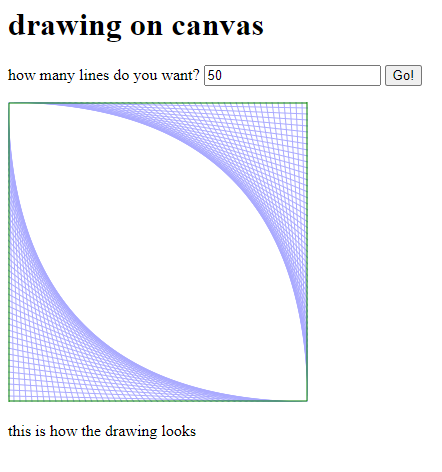 drawing on canvas
how many lines do you want? 50 Go!
this is how the drawing looks